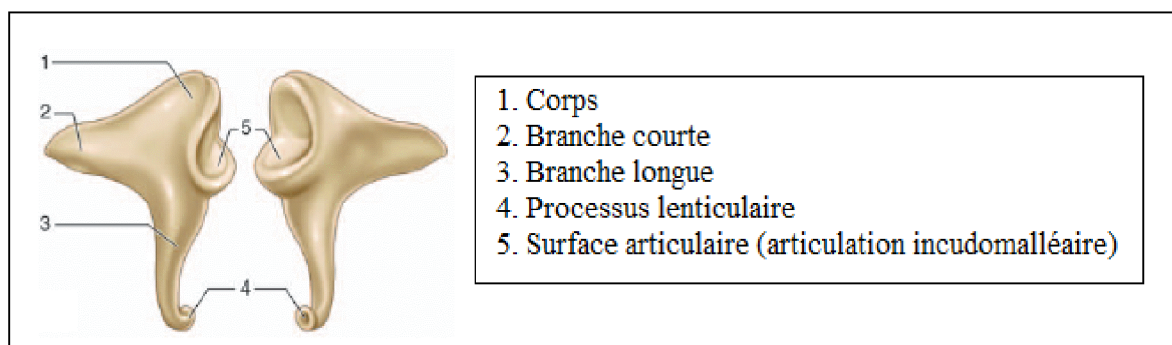 1
2
5
3
4
1. Corps
2. Branche courte
3. Branche longue
4. Processus lenticulaire
5. Surface articulaire (articulation incudomalléaire)